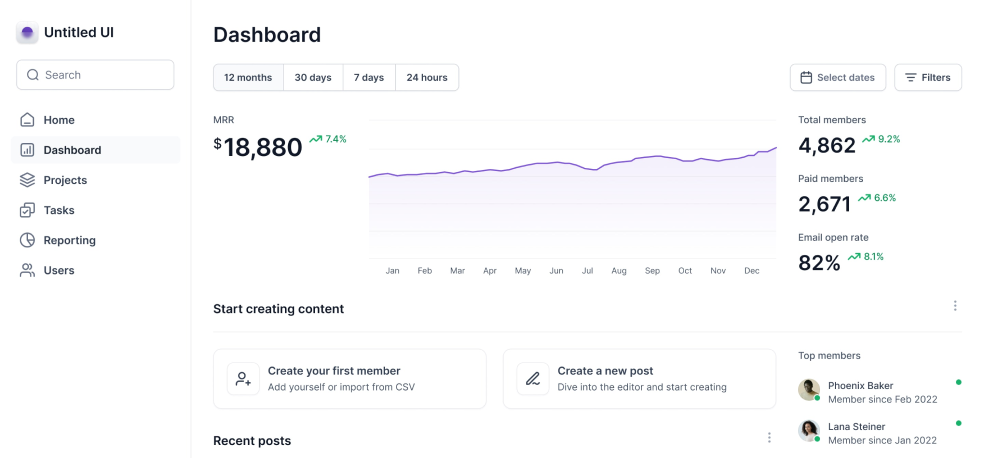 Untitled UI
Search
Home
Dashboard
Projects
Tasks
Reporting
Users
Dashboard
12 months
30 days
7 days
24 hours
Select dates
Filters
MRR
$18,880
7.4%
Jan
Feb
Mar
Apr
May
Jun
Jul
Aug
Sep
Oct
Nov
Dec
Total members
4,862
9.2%
Paid members
2,671
6.6%
Email open rate
82%
8.1%
Start creating content
Create your first member
Add yourself or import from CSV
Create a new post
Dive into the editor and start creating
Recent posts
Top members
Phoenix Baker
Member since Feb 2022
Lana Steiner
Member since Jan 2022